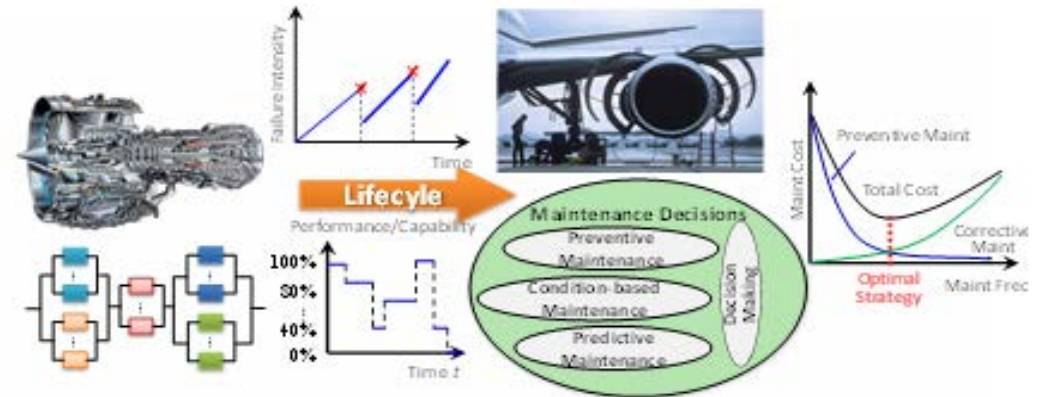 Failure Intensity
Time
Lifecyle
Performance/Capability
100%
80%
40%
0%
Time t
Maintenance Decisions
Preventive
Maintenance
Condition-based
Maintenance
Predictive
Maintenance
Decision
Making
Maint Cost
Preventive Maint
Total Cost
Corrective
Maint
Optimal
Strategy
Maint Frec